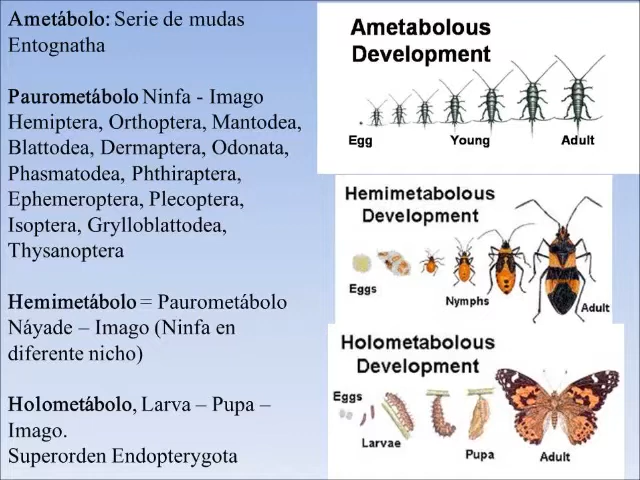 Ametábolo: Serie de mudas
Entognatha
Paurometábolo Ninfa - Imago
Hemiptera, Orthoptera, Mantodea,
Blattodea, Dermaptera, Odonata,
Phasmatodea, Phthiraptera,
Ephemeroptera, Plecoptera,
Isoptera, Grylloblattodea,
Thysanoptera
Hemimetábolo = Paurometábolo
Náyade – Imago (Ninfa en
diferente nicho)
Holometábolo, Larva – Pupa –
Imago.
Superorden Endopterygota
Ametabolous
Development
Egg
Young
Adult
Hemimetabolous
Development
Eggs
Nymphs
Adult
Holometabolous
Development
Eggs
Larvae
Pupa
Adult